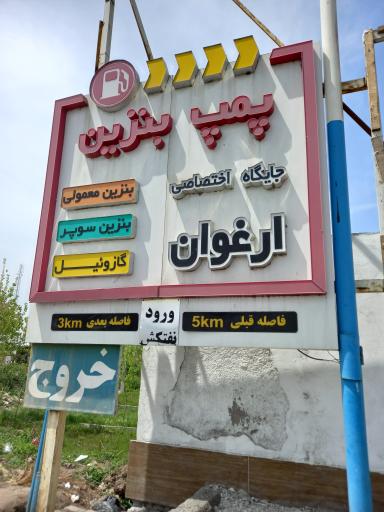 پمپ بنزین
جایگاه اختصاصی
ارغوان
بنزین معمولی
بنزین سوپر
گازوئیل
فاصله قبلی 5km
ورود
نفتکش
فاصله بعدی 3km
خروج